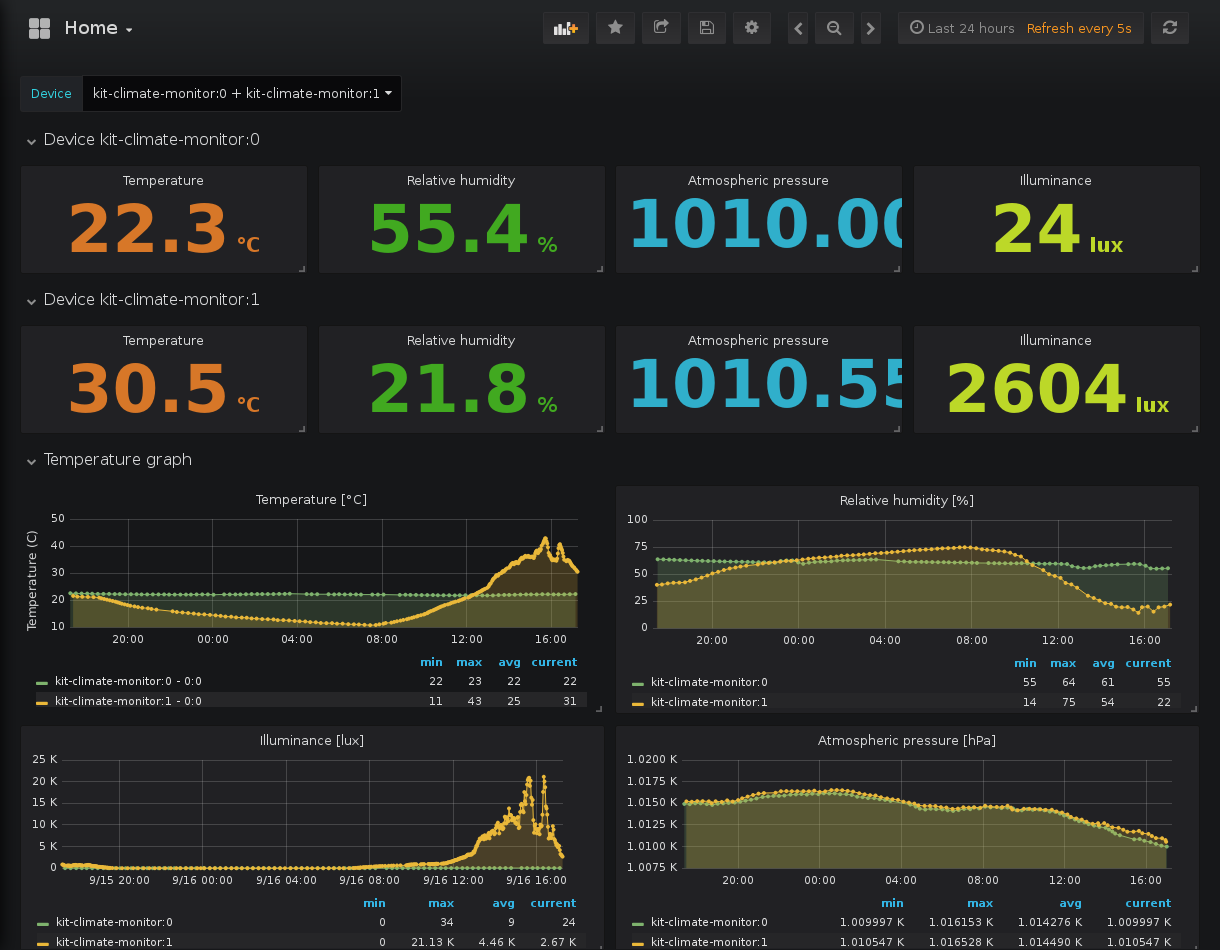 Home
Last 24 hours Refresh every 5s
Device kit-climate-monitor:0 + kit-climate-monitor:1
Device kit-climate-monitor:0
Temperature Relative humidity Atmospheric pressure Illuminance
22.3 °C 55.4 % 1010.00 24 lux
Device kit-climate-monitor:1
Temperature Relative humidity Atmospheric pressure Illuminance
30.5 °C 21.8 % 1010.55 2604 lux
Temperature graph
Temperature [°C]
Temperature (C)
50
40
30
20
10
20:00 00:00 04:00 08:00 12:00 16:00
min max avg current
kit-climate-monitor:0 - 0:0 22 23 22 22
kit-climate-monitor:1 - 0:0 11 43 25 31
Relative humidity [%]
100
75
50
25
0
20:00 00:00 04:00 08:00 12:00 16:00
min max avg current
kit-climate-monitor:0 55 64 61 55
kit-climate-monitor:1 14 75 54 22
Illuminance [lux]
25 K
20 K
15 K
10 K
5 K
0
9/15 20:00 9/16 00:00 9/16 04:00 9/16 08:00 9/16 12:00 9/16 16:00
min max avg current
kit-climate-monitor:0 0 34 9 24
kit-climate-monitor:1 0 21.13 K 4.46 K 2.67 K
Atmospheric pressure [hPa]
1.0200 K
1.0175 K
1.0150 K
1.0125 K
1.0100 K
1.0075 K
20:00 00:00 04:00 08:00 12:00 16:00
min max avg current
kit-climate-monitor:0 1.009997 K 1.016153 K 1.014276 K 1.009997 K
kit-climate-monitor:1 1.010547 K 1.016528 K 1.014490 K 1.010547 K